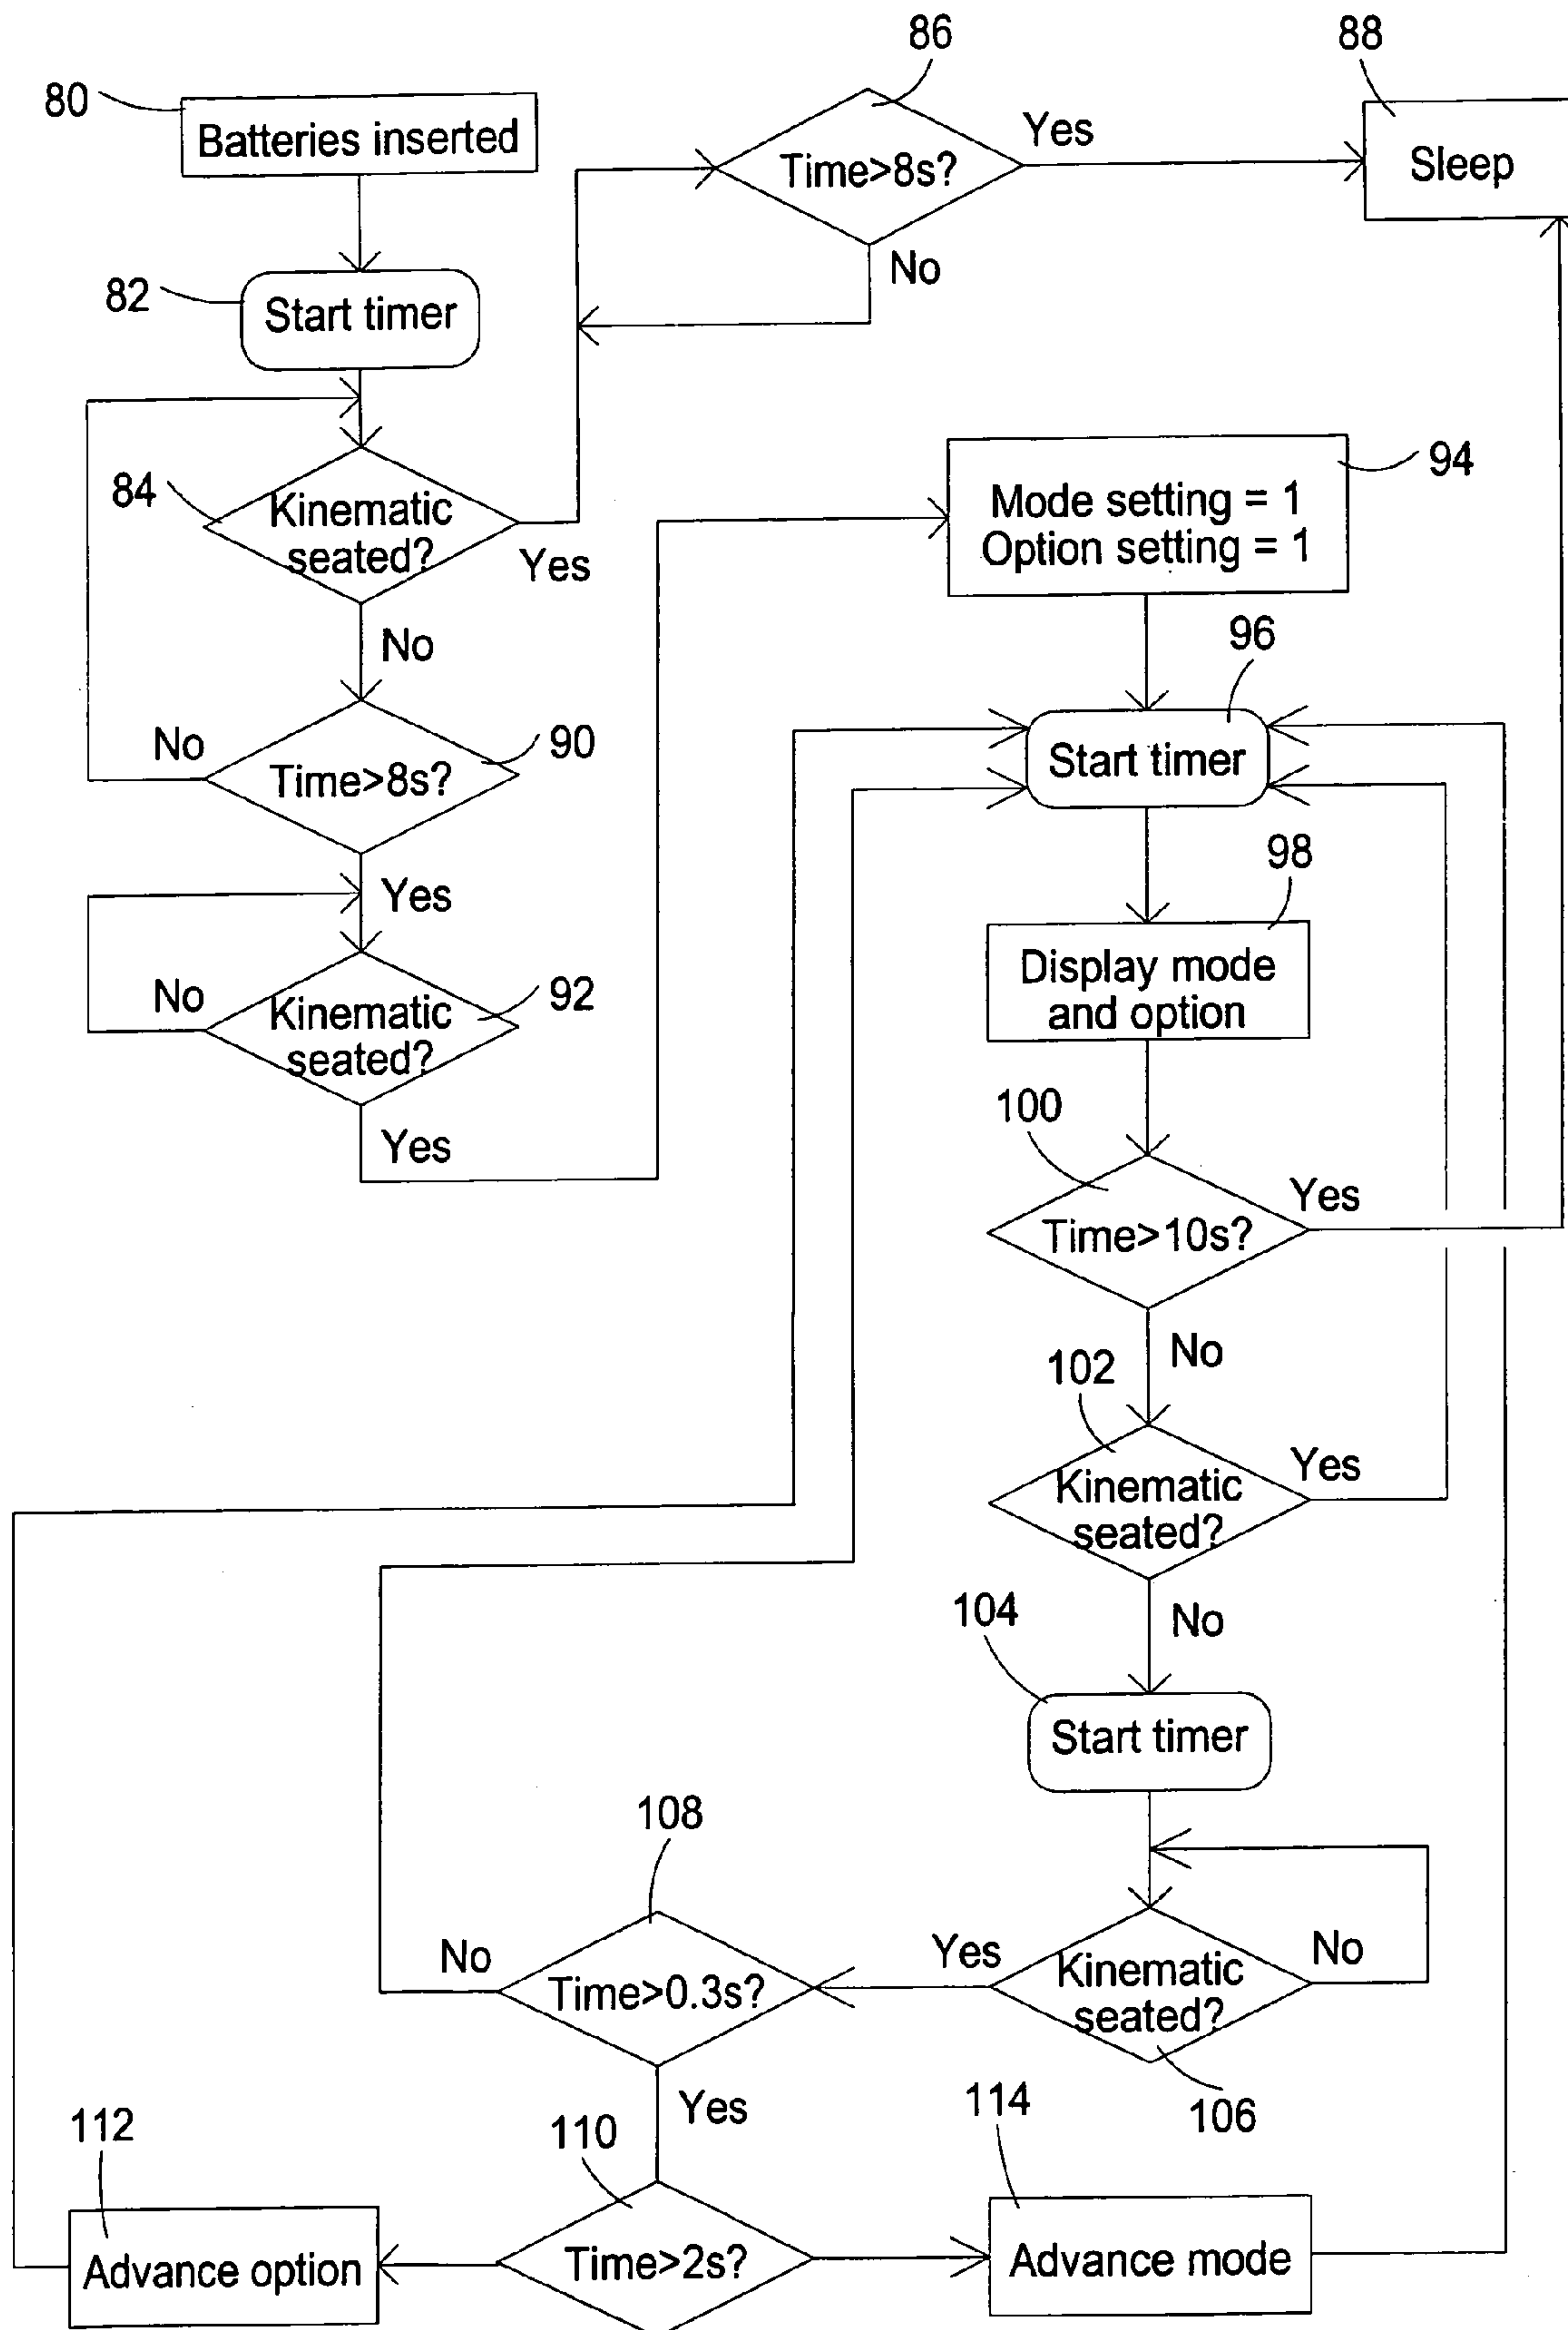 86
88
80
Batteries inserted
Time>8s?
Yes
Sleep
No
82
Start timer
84
Kinematic
seated?
Yes
No
94
Mode setting = 1
Option setting = 1
96
Start timer
No
90
Time>8s?
Yes
98
Display mode
and option
No
92
Kinematic
seated?
Yes
100
Time>10s?
Yes
No
102
Kinematic
seated?
Yes
No
104
Start timer
108
No
Time>0.3s?
Yes
Kinematic
seated?
No
106
Yes
110
112
Advance option
Time>2s?
114
Advance mode